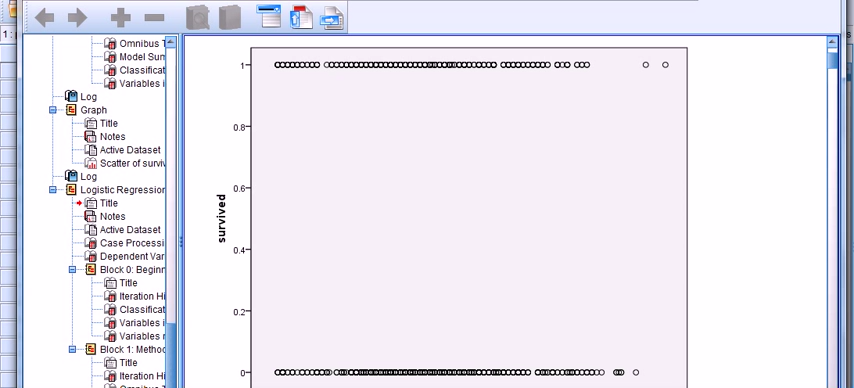 1 :
Omnibus T
Model Sum
Classificat
Variables i
Log
Graph
Title
Notes
Active Dataset
Scatter of surviv
Log
Logistic Regression
Title
Notes
Active Dataset
Case Processi
Dependent Var
Block 0: Beginn
Title
Iteration Hi
Classificat
Variables i
Variables n
Block 1: Metho
Title
Iteration Hi
1
0.8
0.6
0.4
0.2
0
survived